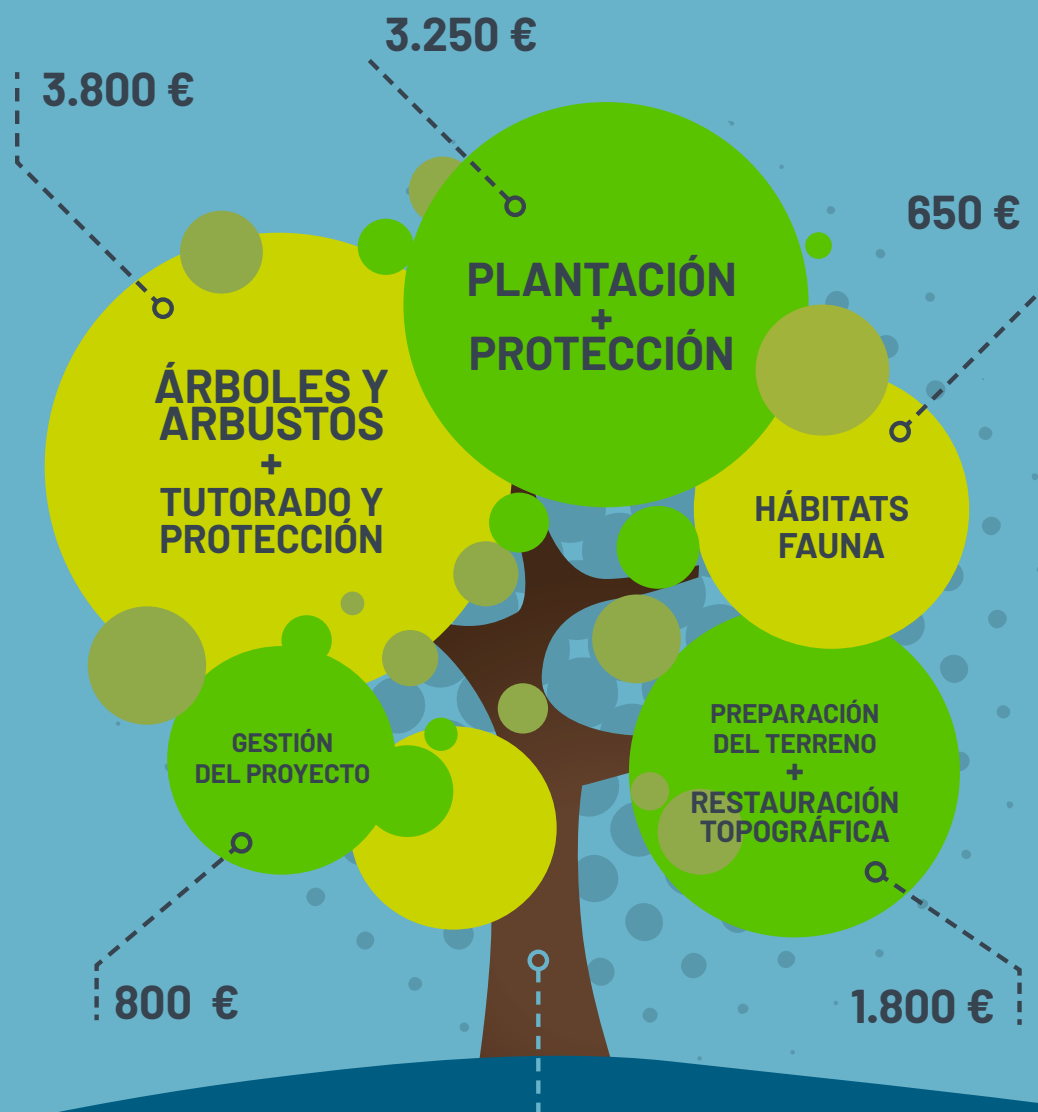 3.250 €
3.800 €
650 €
PLANTACIÓN
+
PROTECCIÓN
ÁRBOLES Y
ARBUSTOS
+
TUTORADO Y
PROTECCIÓN
HÁBITATS
FAUNA
GESTIÓN
DEL PROYECTO
PREPARACIÓN
DEL TERRENO
+
RESTAURACIÓN
TOPOGRÁFICA
800 €
1.800 €